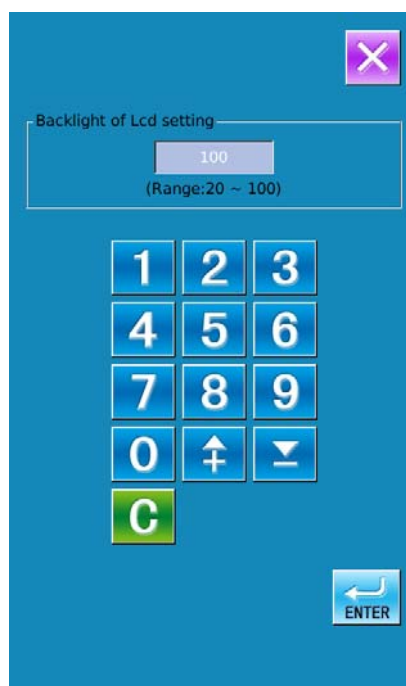 Backlight of Lcd setting
100
(Range:20 ~ 100)
1 2 3
4 5 6
7 8 9
0
C
ENTER